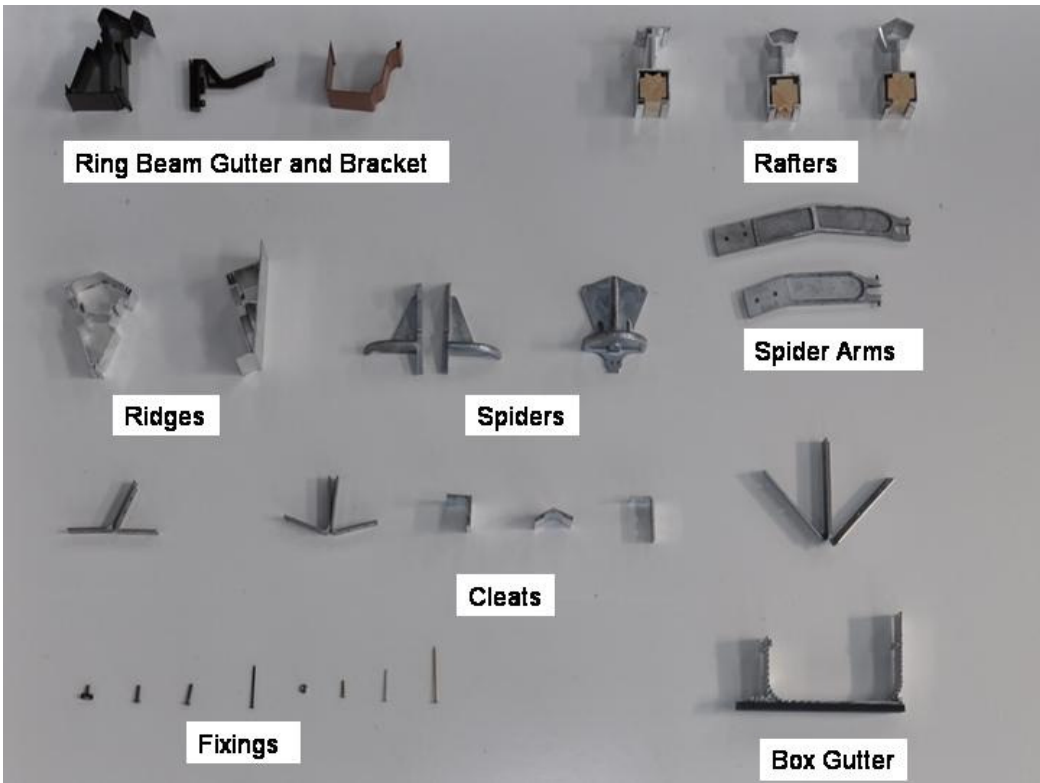 Ring Beam Gutter and Bracket
Rafters
Spider Arms
Ridges
Spiders
Cleats
Fixings
Box Gutter